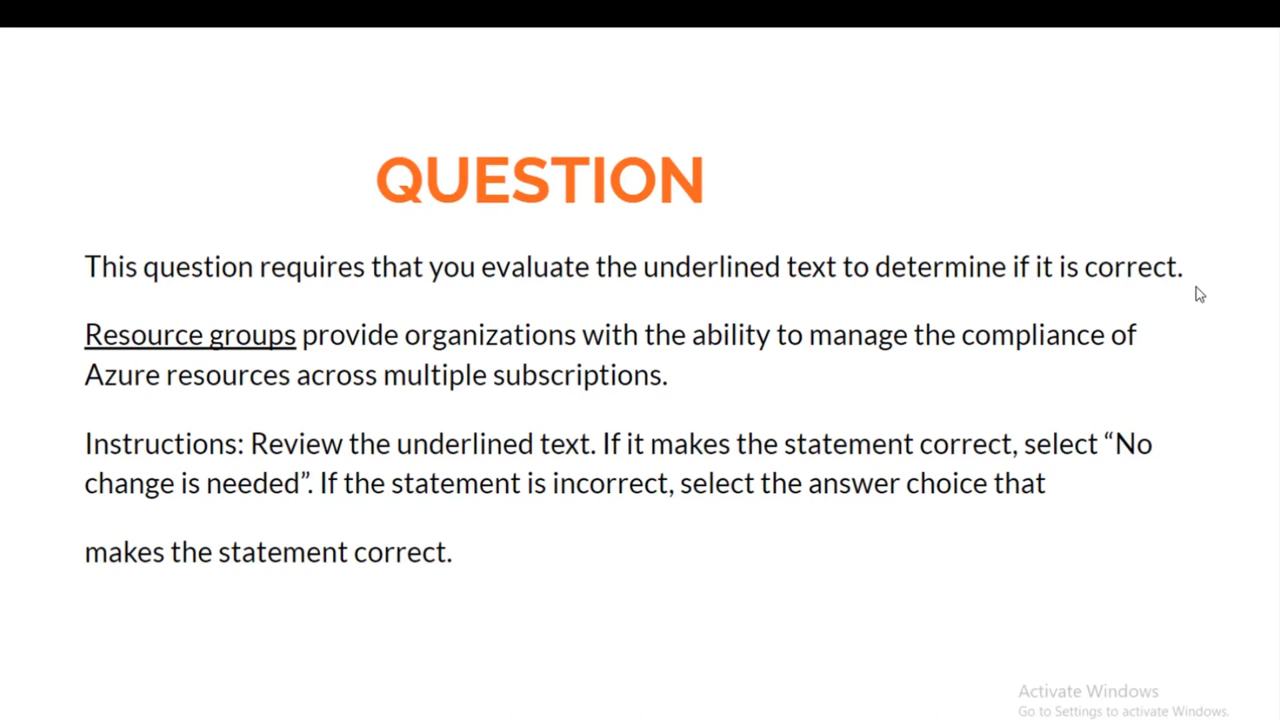 QUESTION
This question requires that you evaluate the underlined text to determine if it is correct.
Resource groups provide organizations with the ability to manage the compliance of
Azure resources across multiple subscriptions.
Instructions: Review the underlined text. If it makes the statement correct, select “No
change is needed”. If the statement is incorrect, select the answer choice that
makes the statement correct.
Activate Windows
Go to Settings to activate Windows.